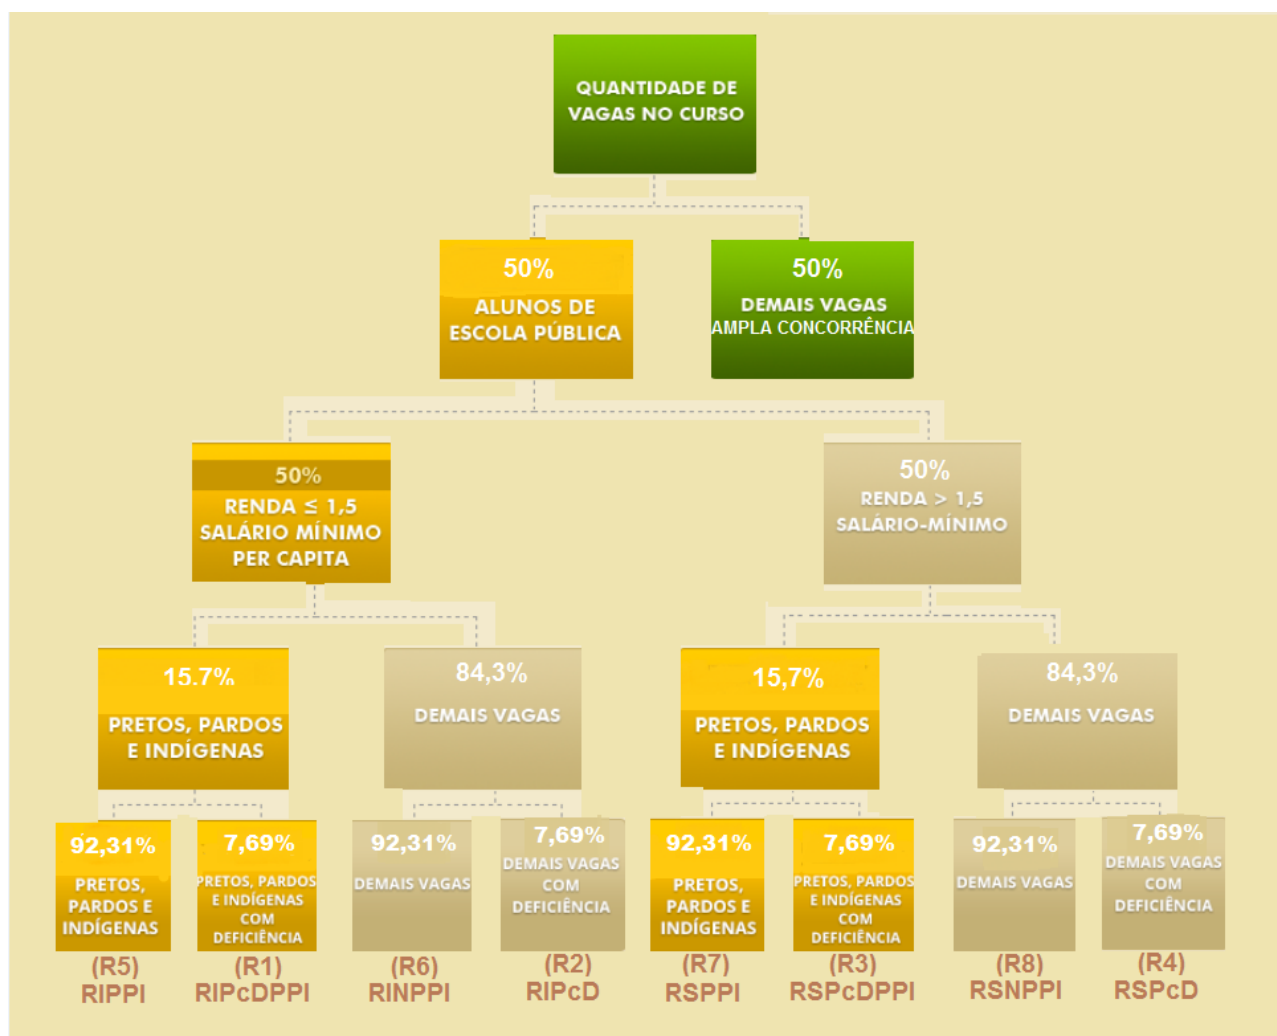 QUANTIDADE DE
VAGAS NO CURSO
50%
ALUNOS DE
ESCOLA PÚBLICA
50%
DEMAIS VAGAS
AMPLA CONCORRÊNCIA
50%
RENDA ≤ 1,5
SALÁRIO MÍNIMO
PER CAPITA
50%
RENDA > 1,5
SALÁRIO-MÍNIMO
15.7%
PRETOS, PARDOS
E INDÍGENAS
84,3%
DEMAIS VAGAS
15,7%
PRETOS, PARDOS
E INDÍGENAS
84,3%
DEMAIS VAGAS
92,31%
PRETOS,
PARDOS E
INDÍGENAS
(R5)
RIPPI
7,69%
PRETOS, PARDOS
E INDÍGENAS
COM
DEFICIÊNCIA
(R1)
RIPcDPPI
92,31%
DEMAIS VAGAS
(R6)
RINPPI
7,69%
DEMAIS VAGAS
COM
DEFICIÊNCIA
(R2)
RIPcD
92,31%
PRETOS,
PARDOS E
INDÍGENAS
(R7)
RSPPI
7,69%
PRETOS, PARDOS
E INDÍGENAS
COM
DEFICIÊNCIA
(R3)
RSPcDPPI
92,31%
DEMAIS VAGAS
(R8)
RSNPPI
7,69%
DEMAIS VAGAS
COM
DEFICIÊNCIA
(R4)
RSPcD